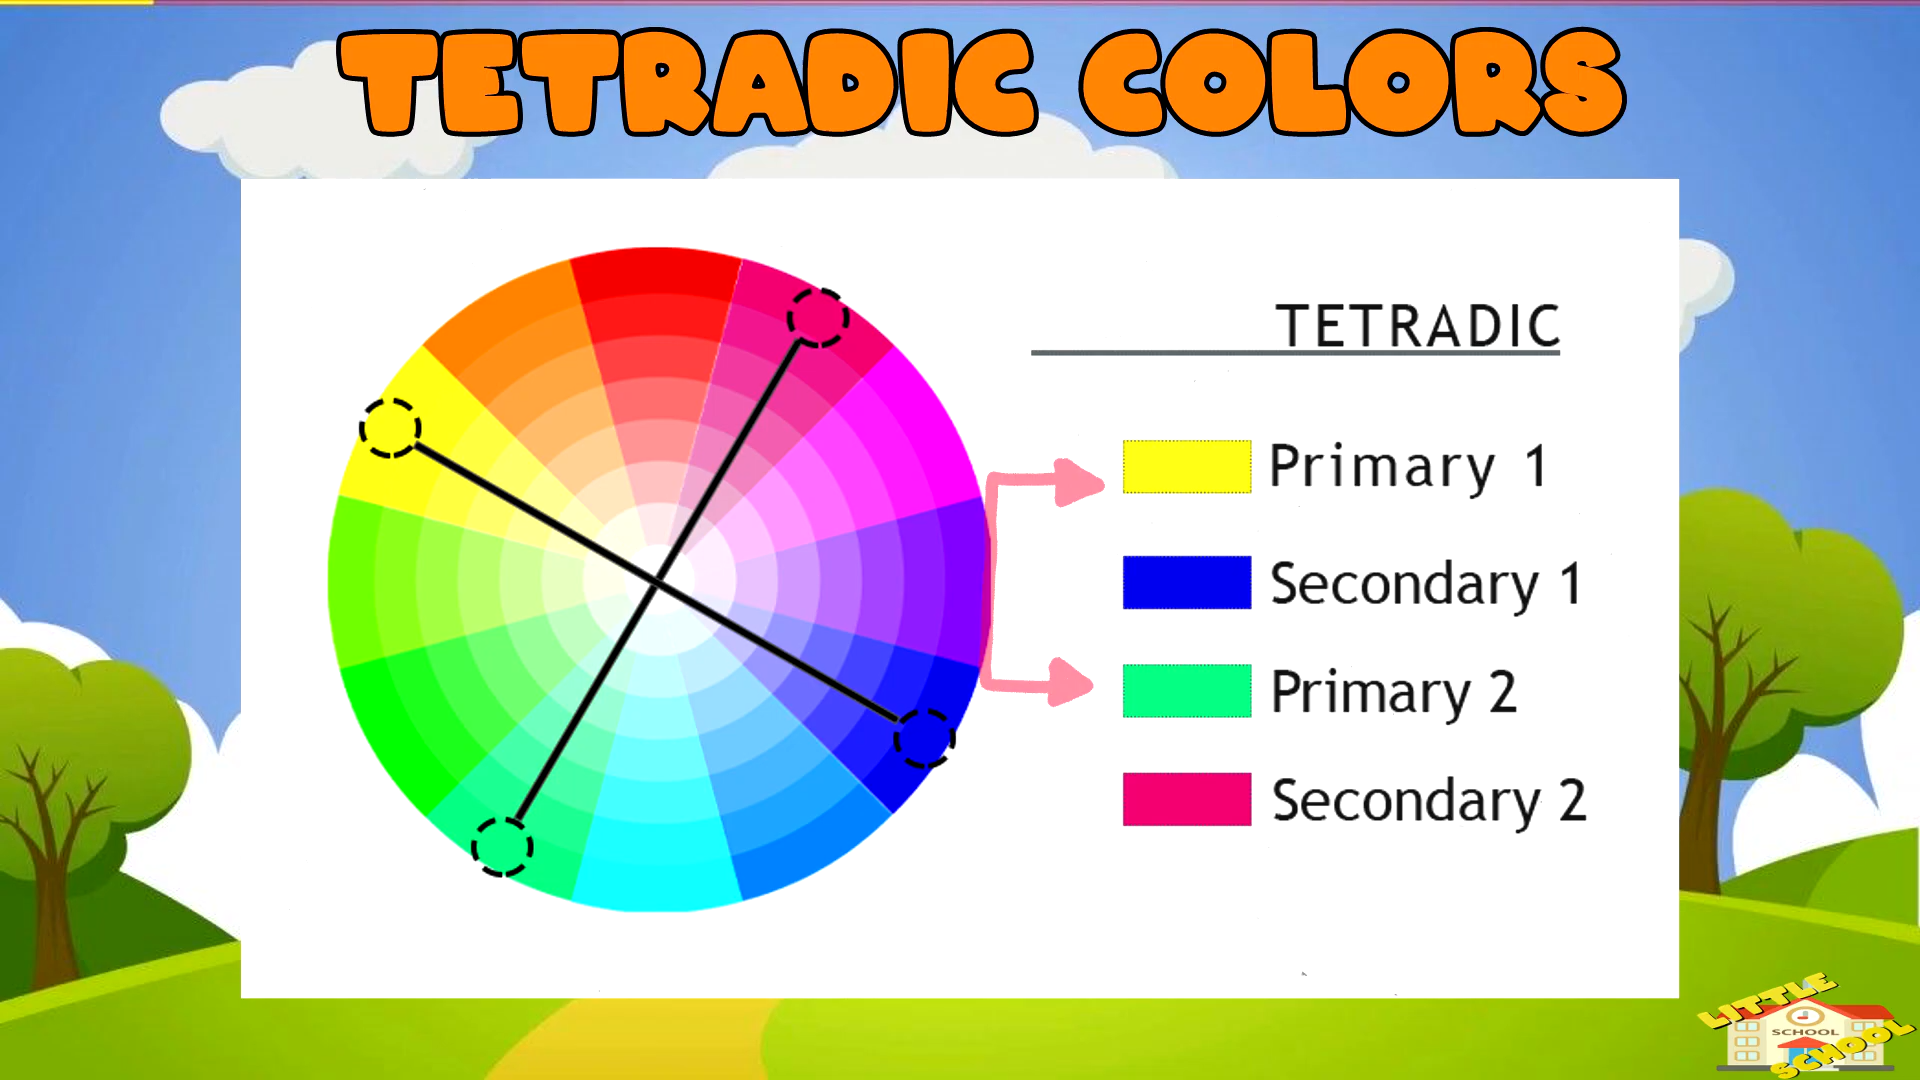 TETRADIC COLORS
TETRADIC
Primary 1
Secondary 1
Primary 2
Secondary 2
LITTLE
SCHOOL
SCHOOL